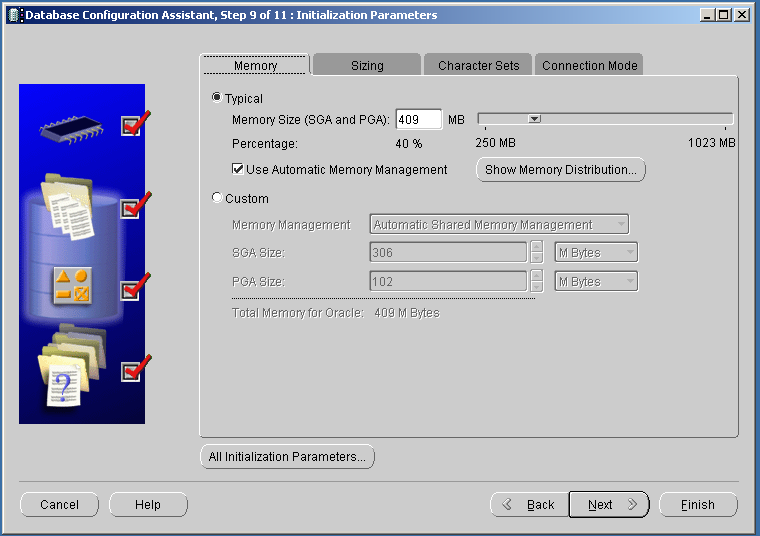 Database Configuration Assistant, Step 9 of 11 : Initialization Parameters
Memory Sizing Character Sets Connection Mode
Typical
Memory Size (SGA and PGA): 409 MB
Percentage: 40 % 250 MB 1023 MB
Use Automatic Memory Management Show Memory Distribution...
Custom
Memory Management Automatic Shared Memory Management
SGA Size: 306 M Bytes
PGA Size: 102 M Bytes
Total Memory for Oracle: 409 M Bytes
?
All Initialization Parameters...
Cancel Help Back Next Finish